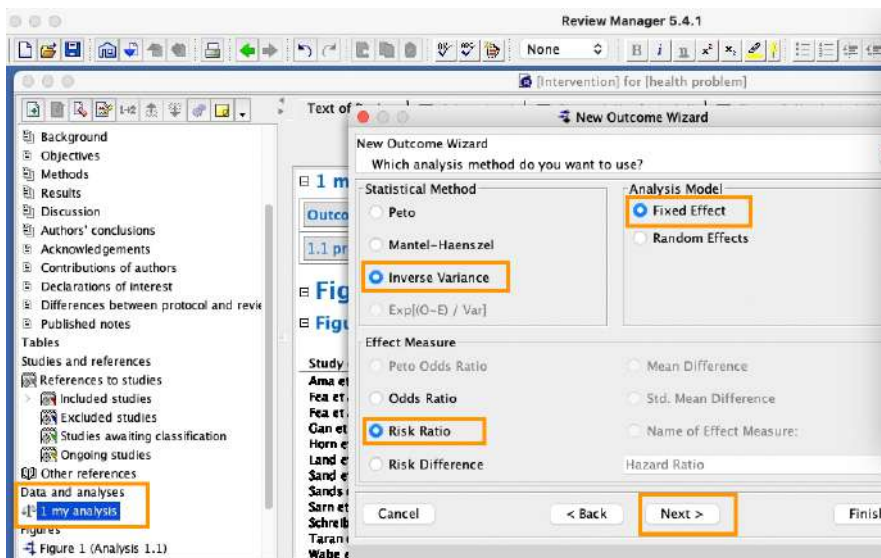 Review Manager 5.4.1
None
B i n x² x₂
[Intervention] for [health problem]
Text of
Background
Objectives
Methods
Results
Discussion
Authors' conclusions
Acknowledgements
Contributions of authors
Declarations of interest
Differences between protocol and revie
Published notes
Tables
Studies and references
References to studies
Included studies
Excluded studies
Studies awaiting classification
Ongoing studies
Other references
Data and analyses
1 my analysis
Figures
Figure 1 (Analysis 1.1)
1 m
Outco
1.1 pr
Fig
Figu
Study
Ama et
Fea et
Fea et
Gan et
Horn e
Land e
Sand e
Sands
Sarn et
Schreib
Taran
Wabe e
New Outcome Wizard
New Outcome Wizard
Which analysis method do you want to use?
Statistical Method
Peto
Mantel-Haenszel
Inverse Variance
Exp[(O-E) / Var]
Analysis Model
Fixed Effect
Random Effects
Effect Measure
Peto Odds Ratio
Odds Ratio
Risk Ratio
Risk Difference
Mean Difference
Std. Mean Difference
Name of Effect Measure:
Hazard Ratio
Cancel
< Back
Next >
Finish